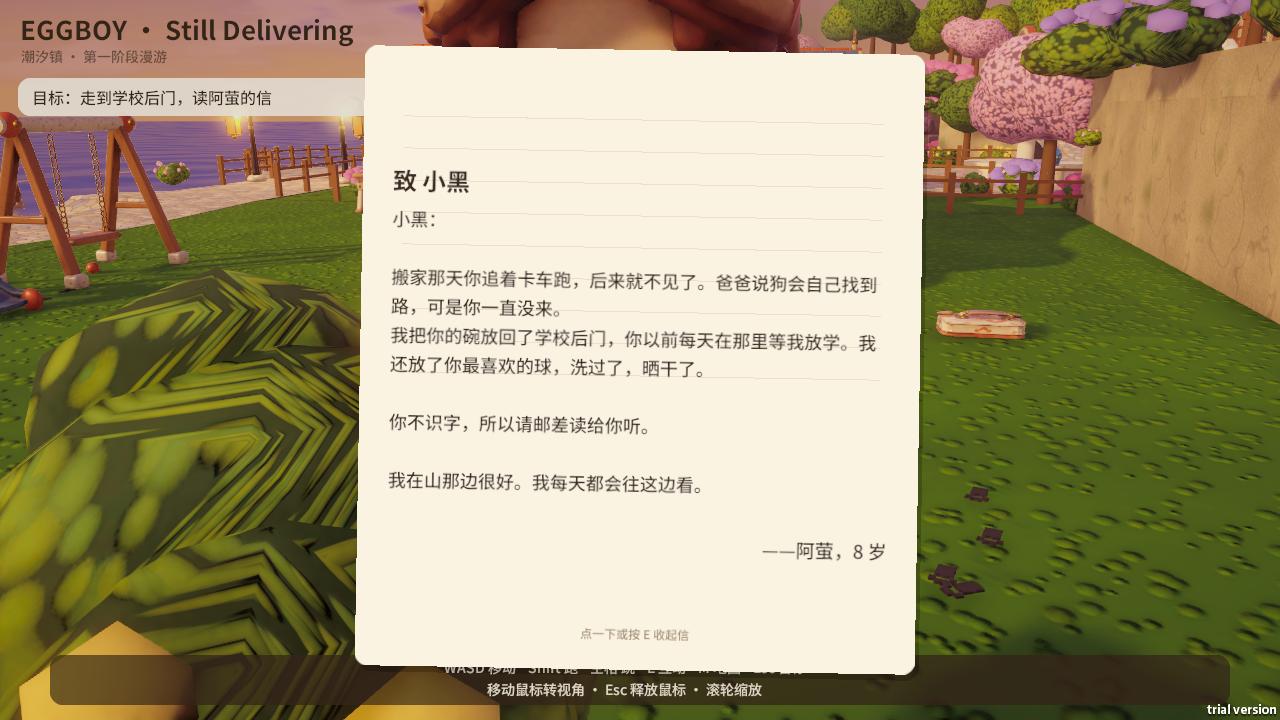 EGGBOY • Still Delivering
潮汐镇 • 第一阶段漫游
目标：走到学校后门，读阿萤的信
致 小黑
小黑：
搬家那天你追着卡车跑，后来就不见了。爸爸说狗会自己找到
路，可是你一直没来。
我把你的碗放回了学校后门，你以前每天在那里等我放学。我
还放了你最喜欢的球，洗过了，晒干了。
你不识字，所以请邮差读给你听。
我在山那边很好。我每天都会往这边看。
——阿萤，8 岁
点一下或按 E 收起信
WASD 移动
移动鼠标转视角 • Esc 释放鼠标 • 滚轮缩放
trial version